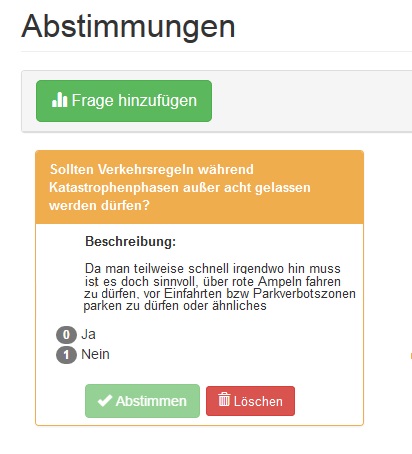 Abstimmungen
Frage hinzufügen
Sollten Verkehrsregeln während
Katastrophenphasen außer acht gelassen
werden dürfen?
Beschreibung:
Da man teilweise schnell irgendwo hin muss
ist es doch sinnvoll, über rote Ampeln fahren
zu dürfen, vor Einfahrten bzw Parkverbotszonen
parken zu dürfen oder ähnliches
0 Ja
1 Nein
Abstimmen Löschen